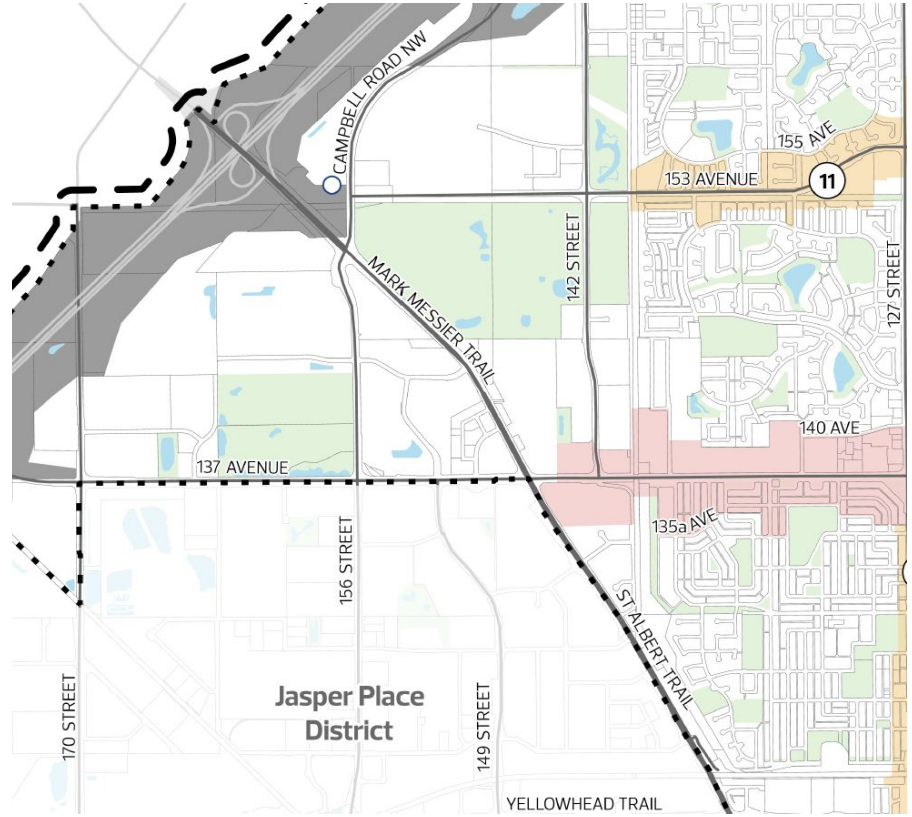 CAMPBELL ROAD NW
155 AVE
153 AVENUE
11
142 STREET
127 STREET
MARK MESSIER TRAIL
140 AVE
137 AVENUE
135a AVE
156 STREET
ST ALBERT TRAIL
170 STREET
Jasper Place
District
149 STREET
YELLOWHEAD TRAIL